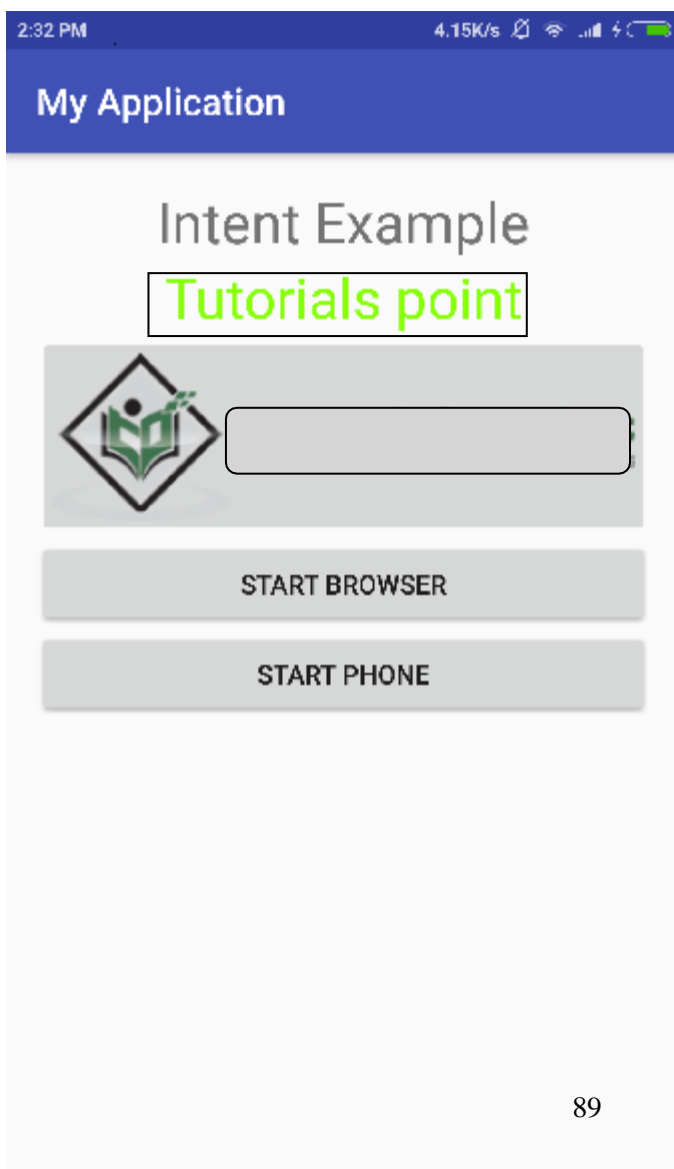 2:32 PM 4.15K/s
My Application
Intent Example
Tutorials point
START BROWSER
START PHONE
89